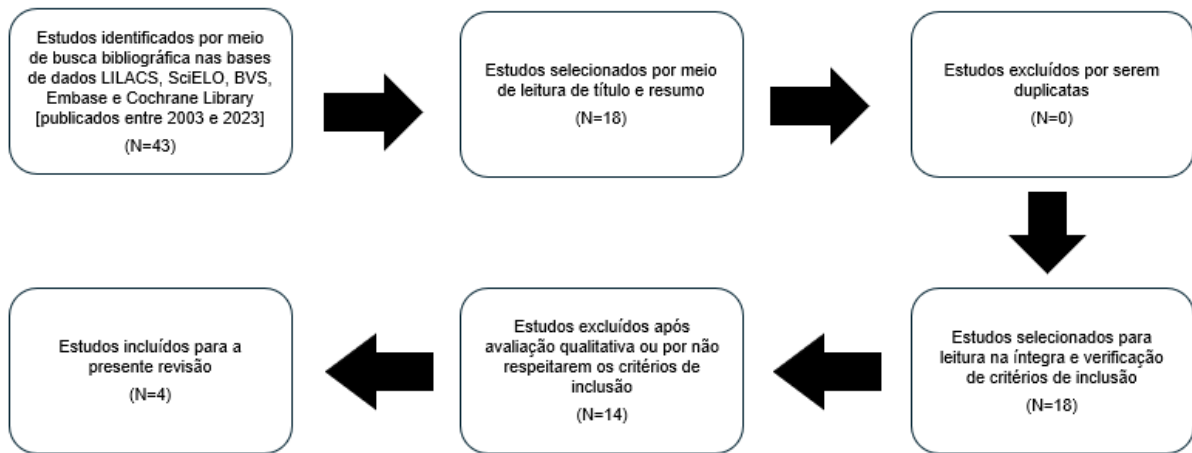 Estudos identificados por meio
de busca bibliográfica nas bases
de dados LILACS, SciELO, BVS,
Embase e Cochrane Library
[publicados entre 2003 e 2023]
(N=43)
Estudos selecionados por meio
de leitura de título e resumo
(N=18)
Estudos excluídos por serem
duplicatas
(N=0)
Estudos selecionados para
leitura na íntegra e verificação
de critérios de inclusão
(N=18)
Estudos excluídos após
avaliação qualitativa ou por não
respeitarem os critérios de
inclusão
(N=14)
Estudos incluídos para a
presente revisão
(N=4)